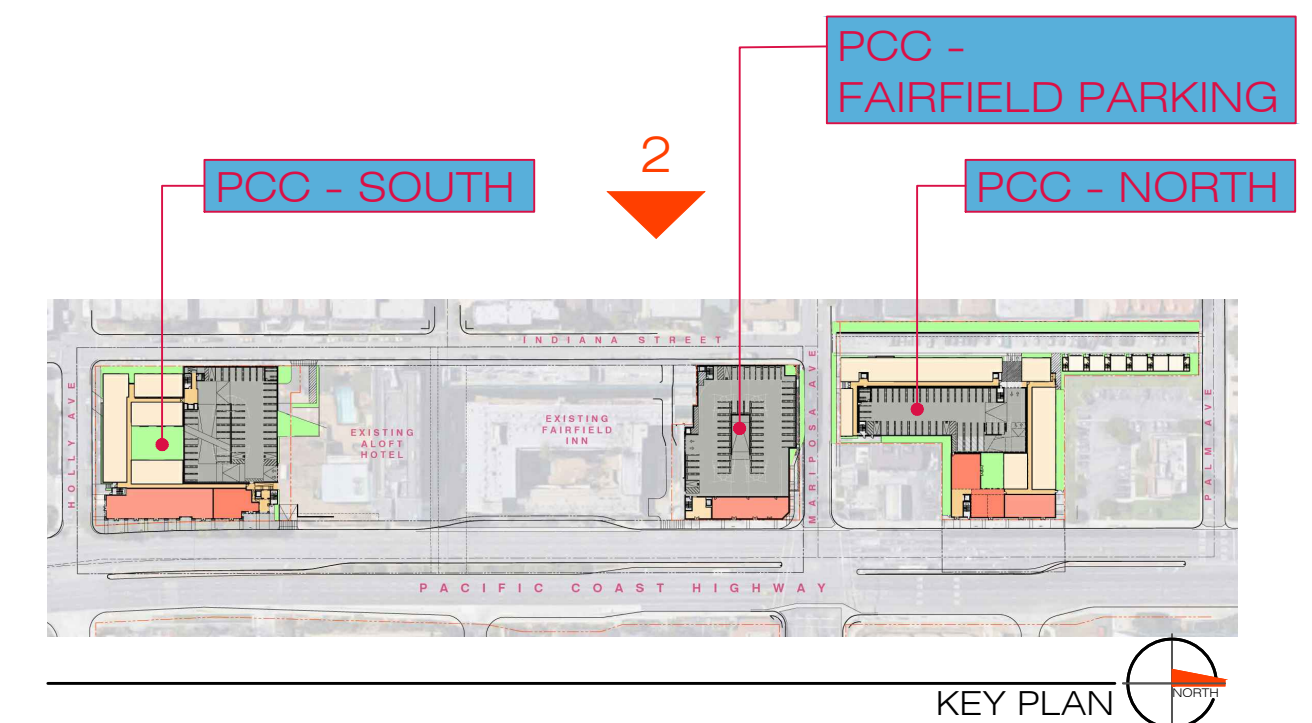 PCC -
FAIRFIELD PARKING
2
PCC - SOUTH
PCC - NORTH
INDIANA STREET
HOLLY AVE
EXISTING
ALOFT
HOTEL
EXISTING
FAIRFIELD
INN
MARIPOSA AVE
PALM AVE
PACIFIC COAST HIGHWAY
KEY PLAN
NORTH